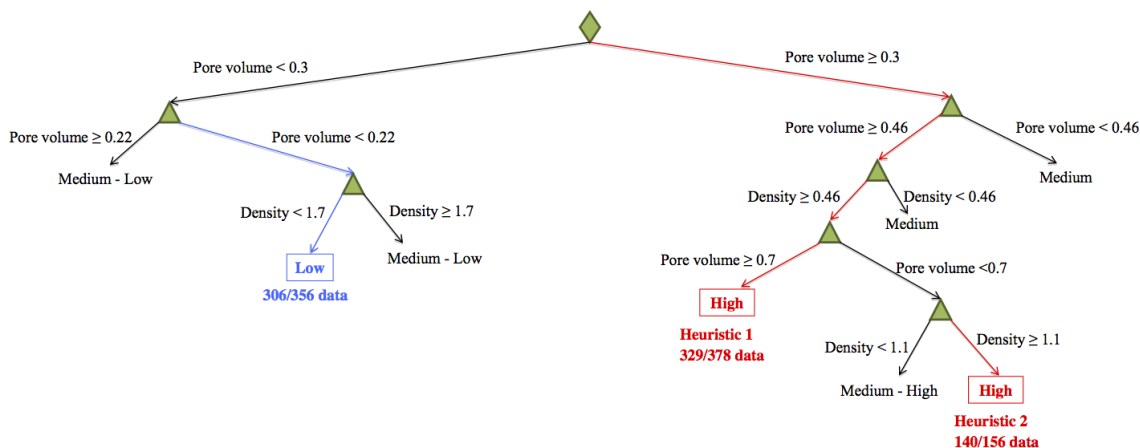 Pore volume < 0.3
Pore volume ≥ 0.3
Pore volume ≥ 0.22
Pore volume < 0.22
Pore volume ≥ 0.46
Pore volume < 0.46
Medium - Low
Medium
Density ≥ 0.46
Density < 0.46
Density < 1.7
Density ≥ 1.7
Medium
Medium - Low
Low
306/356 data
Pore volume ≥ 0.7
Pore volume <0.7
High
Heuristic 1
329/378 data
Density < 1.1
Density ≥ 1.1
Medium - High
High
Heuristic 2
140/156 data